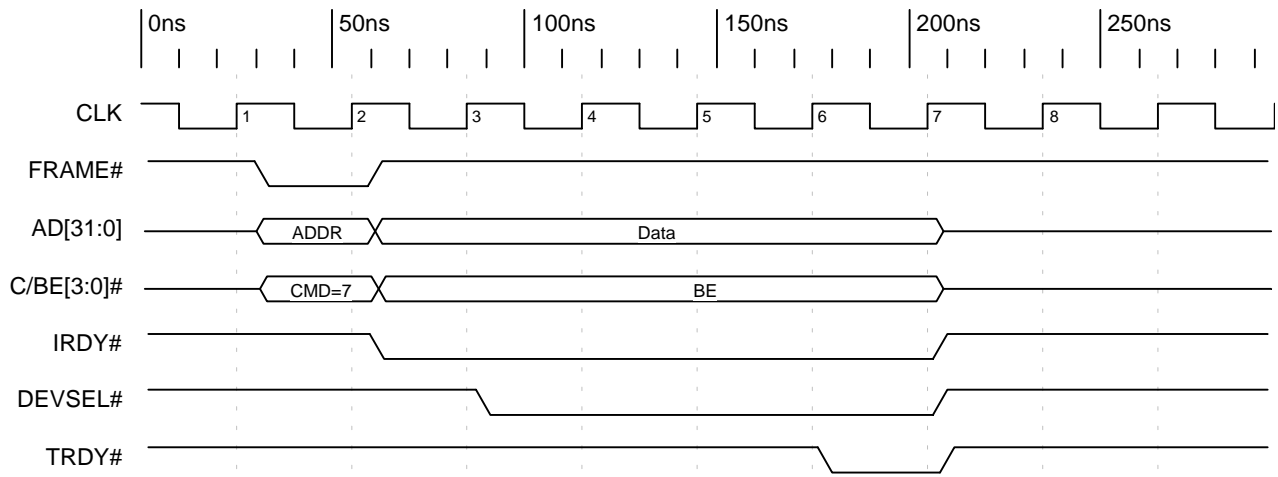 0ns 50ns 100ns 150ns 200ns 250ns
CLK 1 2 3 4 5 6 7 8
FRAME#
AD[31:0] ADDR Data
C/BE[3:0]# CMD=7 BE
IRDY#
DEVSEL#
TRDY#